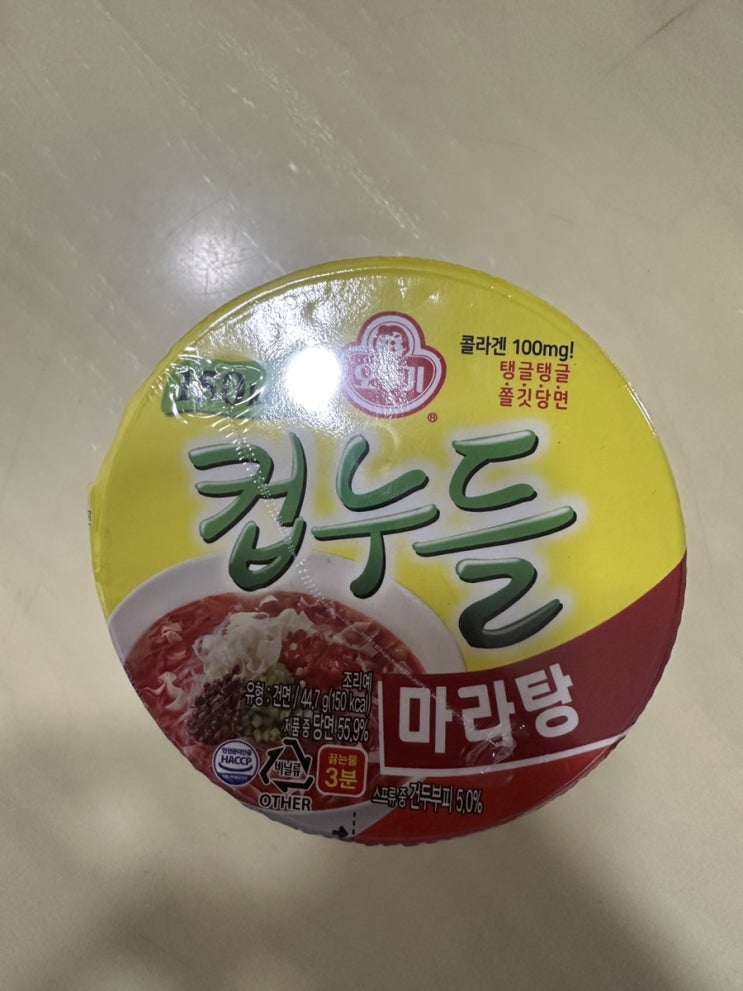 콜라겐 100mg!
탱글탱글
쫄깃당면
오뚜기
®
컵누들
마라탕
조리예
유형 : 건면 / 44.7 g(150 kcal)
제품 중 당면 55.9%
HACCP
비닐류
OTHER
끓는물
3분
스프류 중 건두부피 5.0%